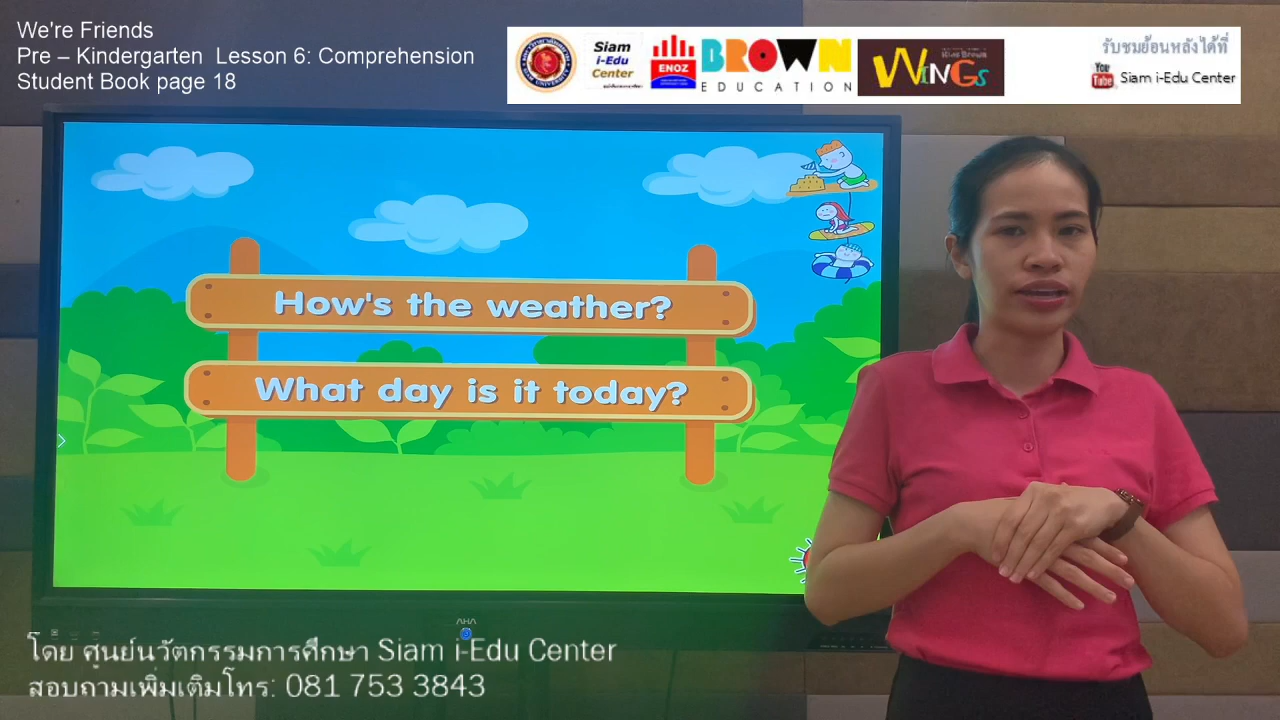 We're Friends
Pre – Kindergarten  Lesson 6: Comprehension
Student Book page 18
Siam
i-Edu
Center
ENOZ
BROWN
EDUCATION
WINGS
รับชมย้อนหลังได้ที่
You
Tube
Siam i-Edu Center
How's the weather?
What day is it today?
AHA
โดย ศูนย์นวัตกรรมการศึกษา Siam i-Edu Center
สอบถามเพิ่มเติมโทร: 081 753 3843